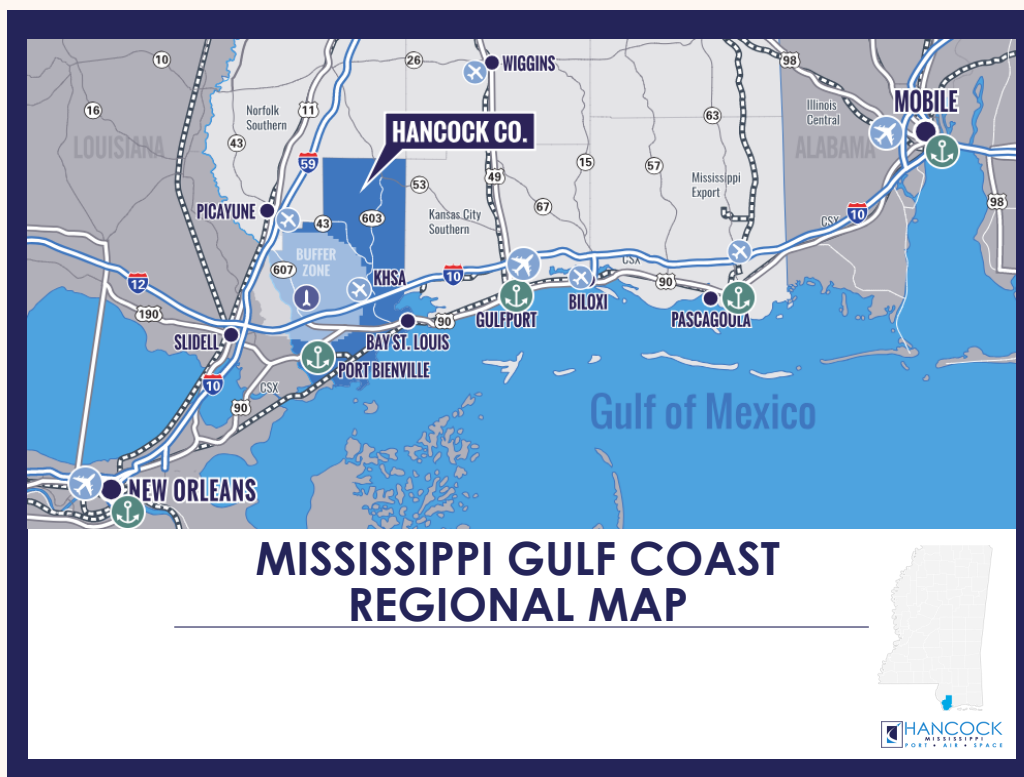 10
26
WIGGINS
98
16
Norfolk
Southern
11
Illinois
Central
MOBILE
LOUISIANA
43
HANCOCK CO.
63
ALABAMA
59
15
57
49
53
Mississippi
Export
PICAYUNE
43
603
67
98
Kansas City
Southern
CSX
10
BUFFER
ZONE
607
KHSA
10
CSX
12
90
BILOXI
190
90
GULFPORT
PASCAGOULA
SLIDELL
BAY ST. LOUIS
PORT BIENVILLE
10
CSX
90
Gulf of Mexico
NEW ORLEANS
MISSISSIPPI GULF COAST
REGIONAL MAP
HANCOCK
MISSISSIPPI
PORT • AIR • SPACE